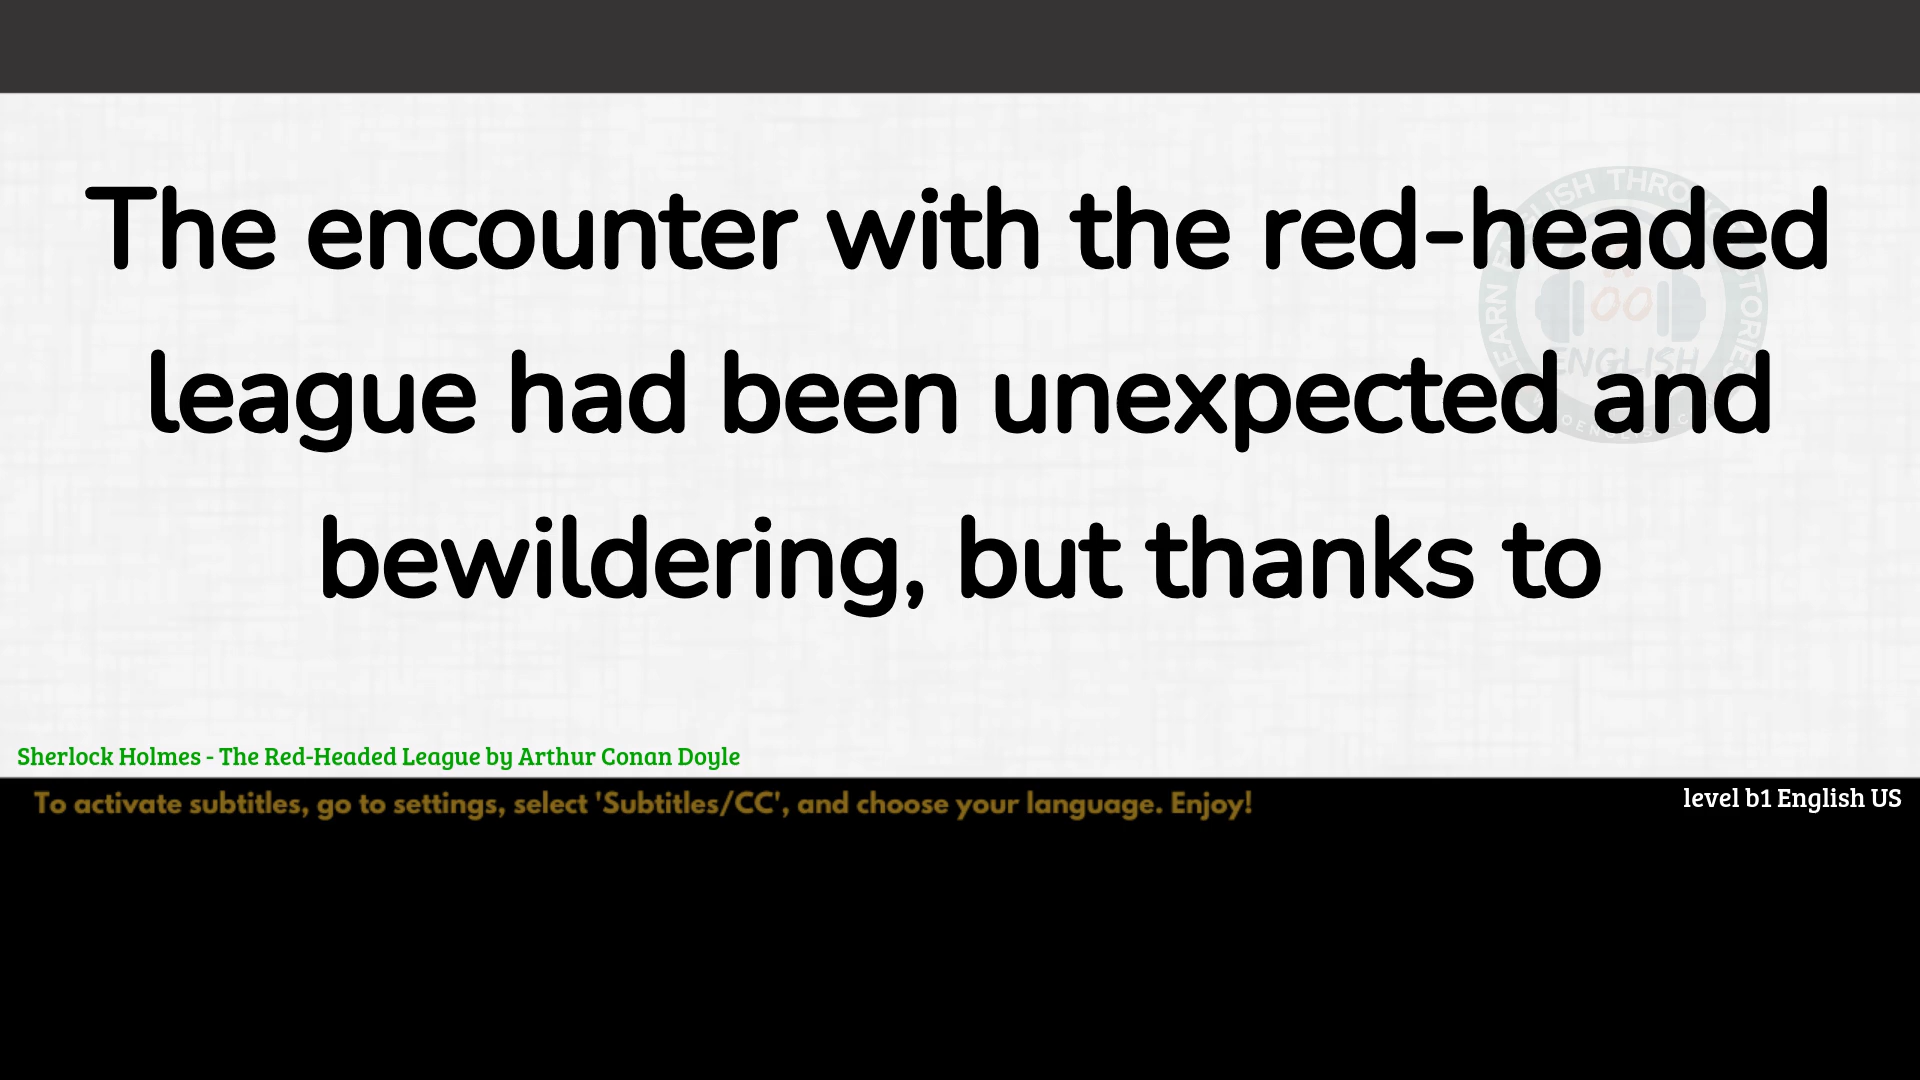 The encounter with the red-headed
league had been unexpected and
bewildering, but thanks to
ENGLISH
Sherlock Holmes - The Red-Headed League by Arthur Conan Doyle
To activate subtitles, go to settings, select 'Subtitles/CC', and choose your language. Enjoy!
level b1 English US